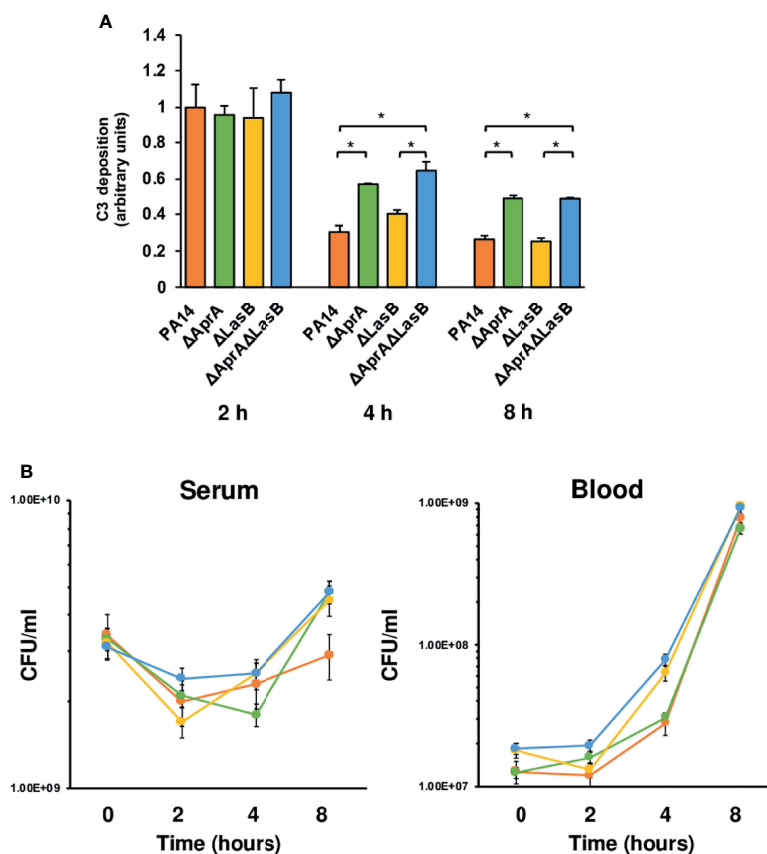 A
C3 deposition
(arbitrary units)
1.4
1.2
1
0.8
0.6
0.4
0.2
0
* * * * * *
PA14 ΔAprA ΔLasB ΔAprAΔLasB PA14 ΔAprA ΔLasB ΔAprAΔLasB PA14 ΔAprA ΔLasB ΔAprAΔLasB
2 h 4 h 8 h
B
Serum
CFU/ml
1.00E+10
1.00E+09
0 2 4 8
Time (hours)
Blood
CFU/ml
1.00E+09
1.00E+08
1.00E+07
0 2 4 8
Time (hours)